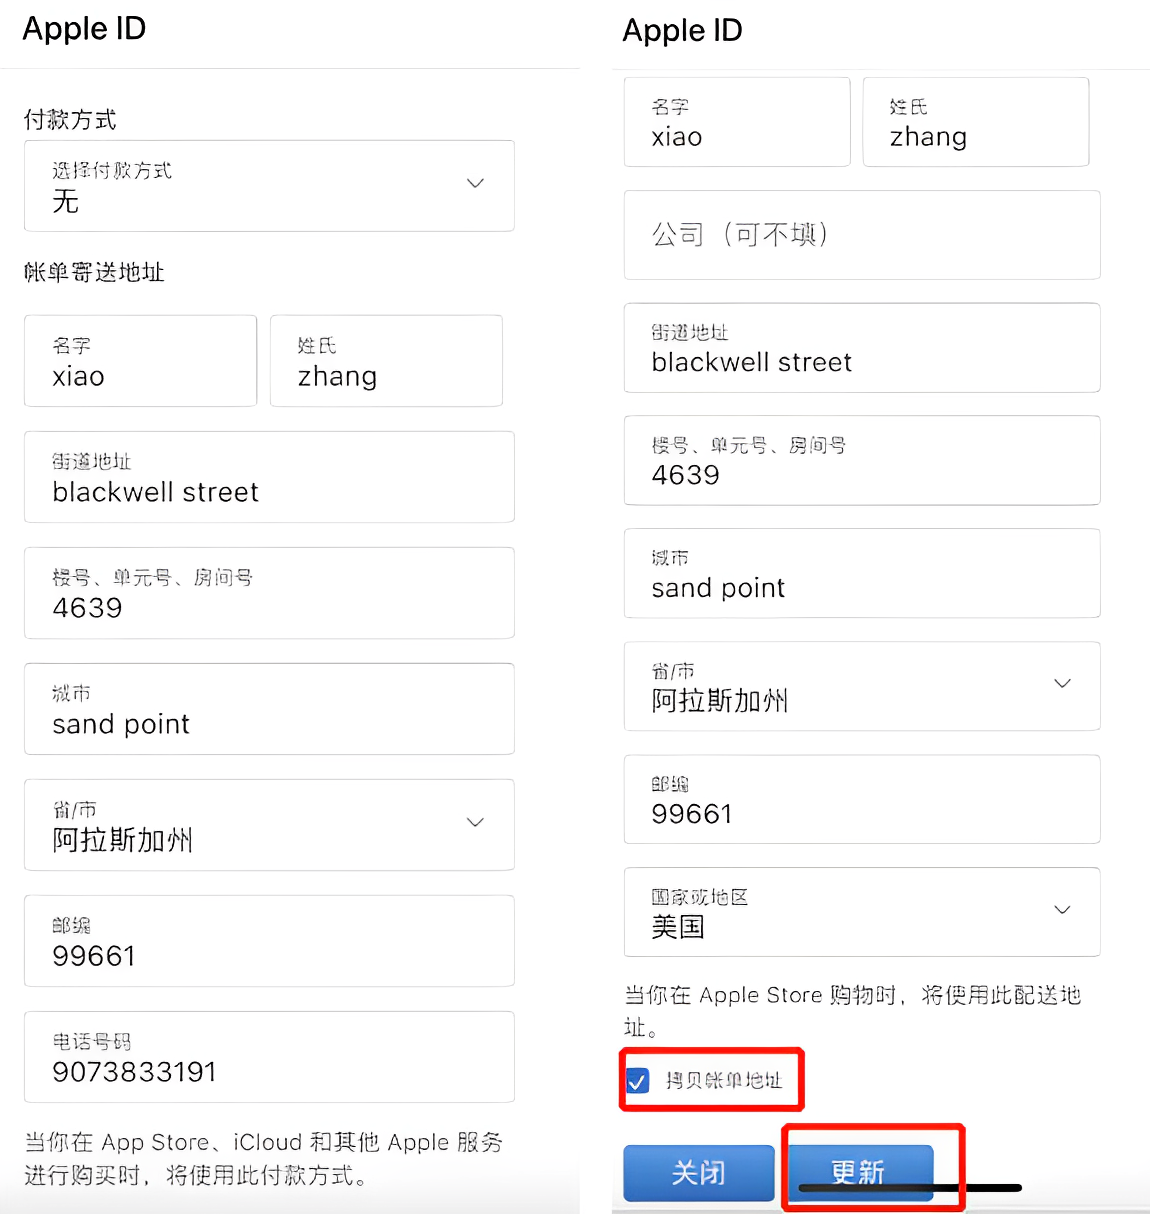 Apple ID
付款方式
选择付款方式
无
帐单寄送地址
名字
xiao
姓氏
zhang
街道地址
blackwell street
楼号、单元号、房间号
4639
城市
sand point
省/市
阿拉斯加州
邮编
99661
电话号码
9073833191
当你在 App Store、iCloud 和其他 Apple 服务
进行购买时，将使用此付款方式。
Apple ID
名字
xiao
姓氏
zhang
公司（可不填）
街道地址
blackwell street
楼号、单元号、房间号
4639
城市
sand point
省/市
阿拉斯加州
邮编
99661
国家或地区
美国
当你在 Apple Store 购物时，将使用此配送地
址。
拷贝帐单地址
关闭
更新